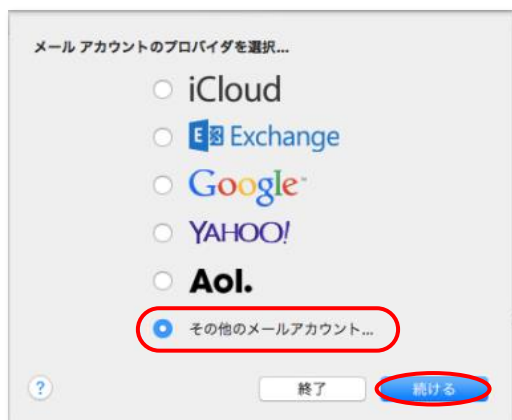 メール アカウントのプロバイダを選択...
iCloud
E Exchange
Google
YAHOO!
Aol.
その他のメールアカウント...
? 終了 続ける